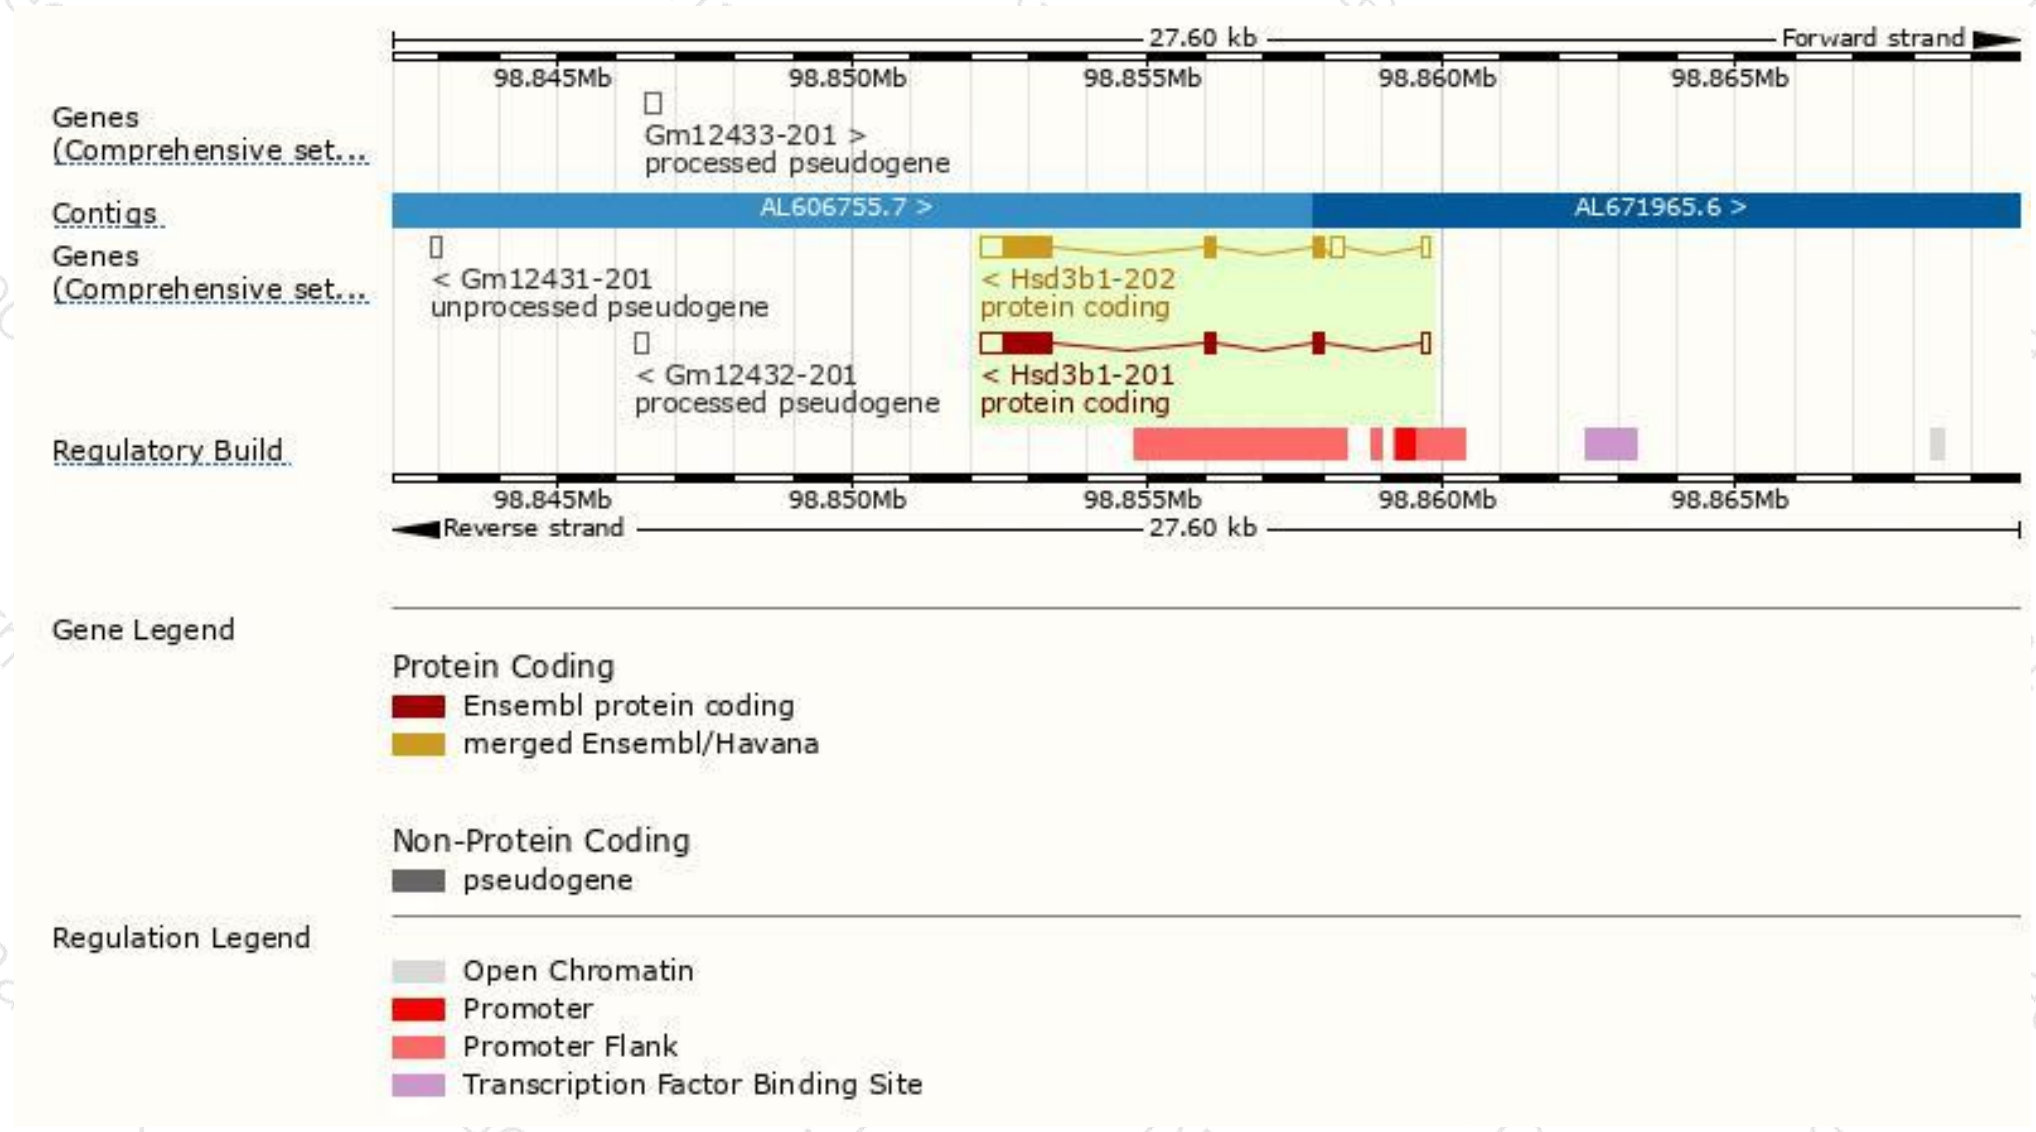 27.60 kb
Forward strand
98.845Mb 98.850Mb 98.855Mb 98.860Mb 98.865Mb
Genes
(Comprehensive set...
Gm12433-201 >
processed pseudogene
Contigs
AL606755.7 > AL671965.6 >
Genes
(Comprehensive set...
< Gm12431-201
unprocessed pseudogene
< Hsd3b1-202
protein coding
< Gm12432-201
processed pseudogene
< Hsd3b1-201
protein coding
Regulatory Build
98.845Mb 98.850Mb 98.855Mb 98.860Mb 98.865Mb
Reverse strand
27.60 kb
Gene Legend
Protein Coding
Ensembl protein coding
merged Ensembl/Havana
Non-Protein Coding
pseudogene
Regulation Legend
Open Chromatin
Promoter
Promoter Flank
Transcription Factor Binding Site